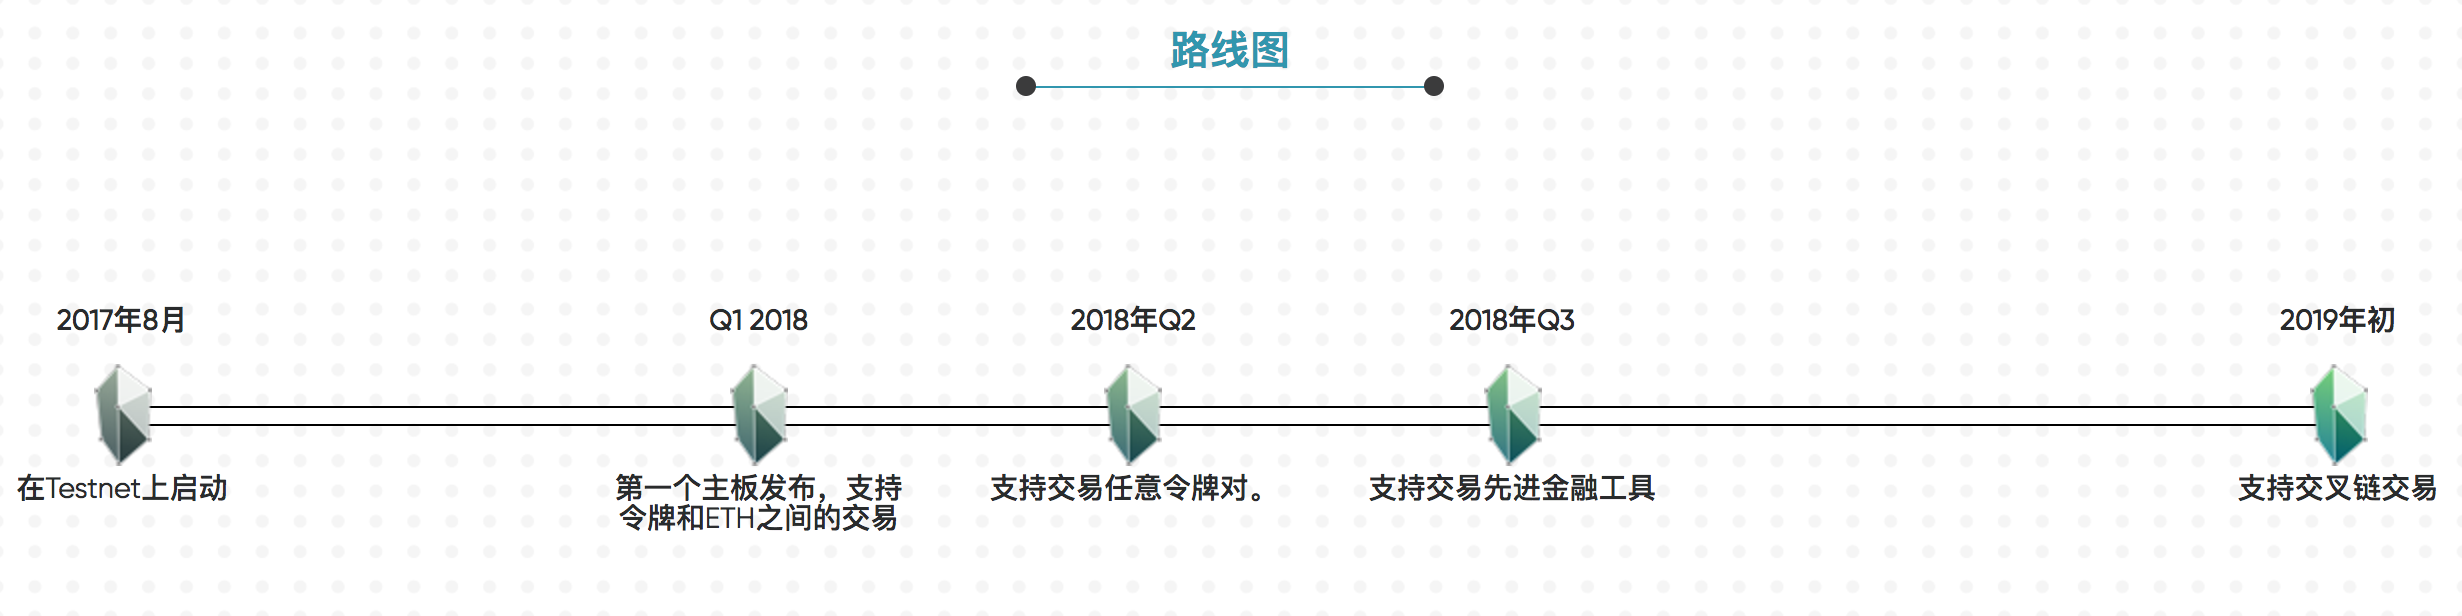 路线图
2017年8月
Q1 2018
2018年Q2
2018年Q3
2019年初
在Testnet上启动
第一个主板发布，支持
令牌和ETH之间的交易
支持交易任意令牌对。
支持交易先进金融工具
支持交叉链交易